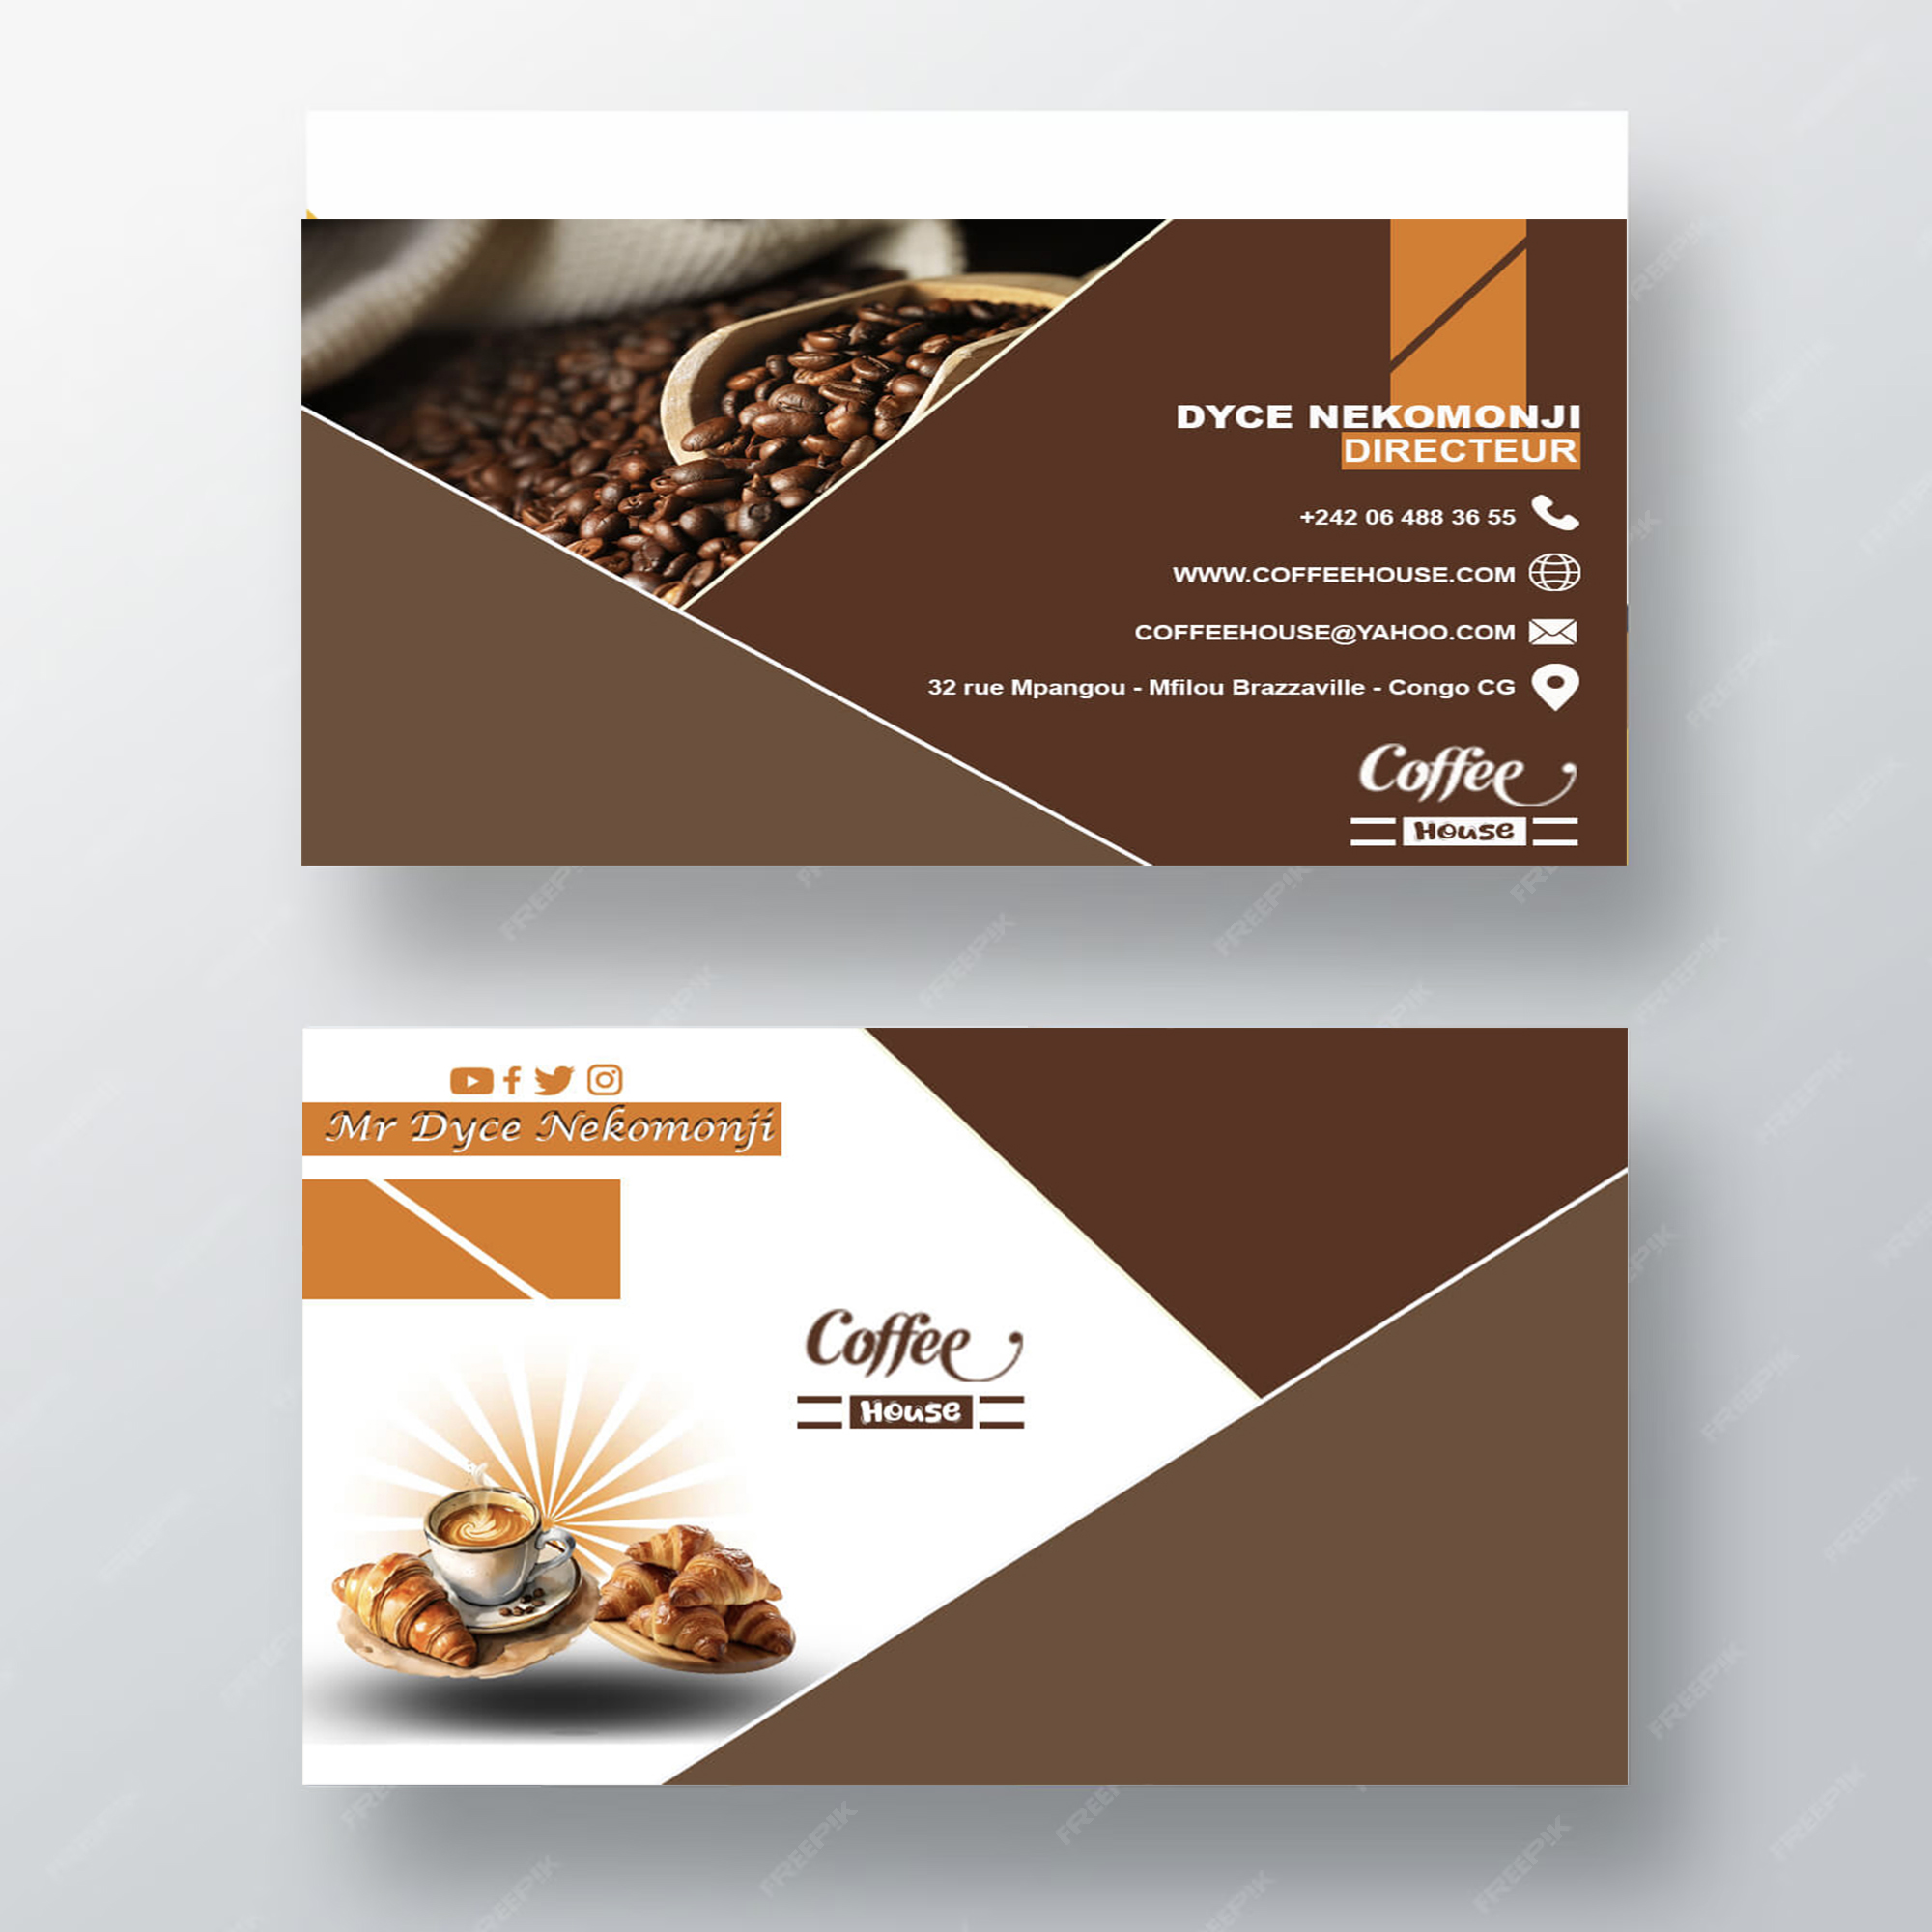 DYCE NEKOMONJI
DIRECTEUR
+242 06 488 36 55
WWW.COFFEEHOUSE.COM
COFFEEHOUSE@YAHOO.COM
32 rue Mpangou - Mfilou Brazzaville - Congo CG
Coffee
House
Mr Dyce Nekomonji
Coffee
House
FREEPIK